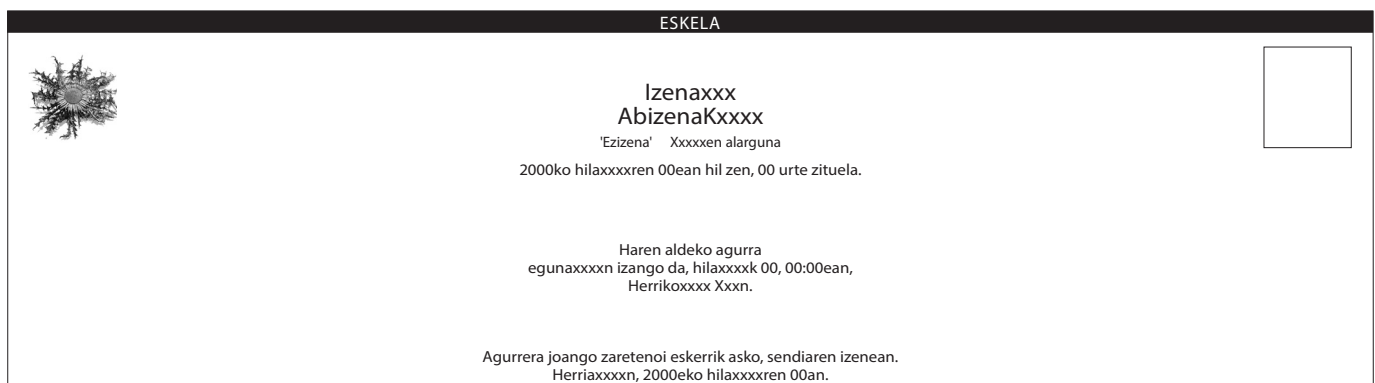 ESKELA
Izenaxxx
AbizenaKxxxx
'Ezizena' Xxxxxen alarguna
2000ko hilaxxxxren 00ean hil zen, 00 urte zituela.
Haren aldeko agurra
egunaxxxxn izango da, hilaxxxxk 00, 00:00ean,
Herrikoxxxx Xxxn.
Agurrera joango zaretenoi eskerrik asko, sendiaren izenean.
Herriaxxxxn, 2000eko hilaxxxxren 00an.